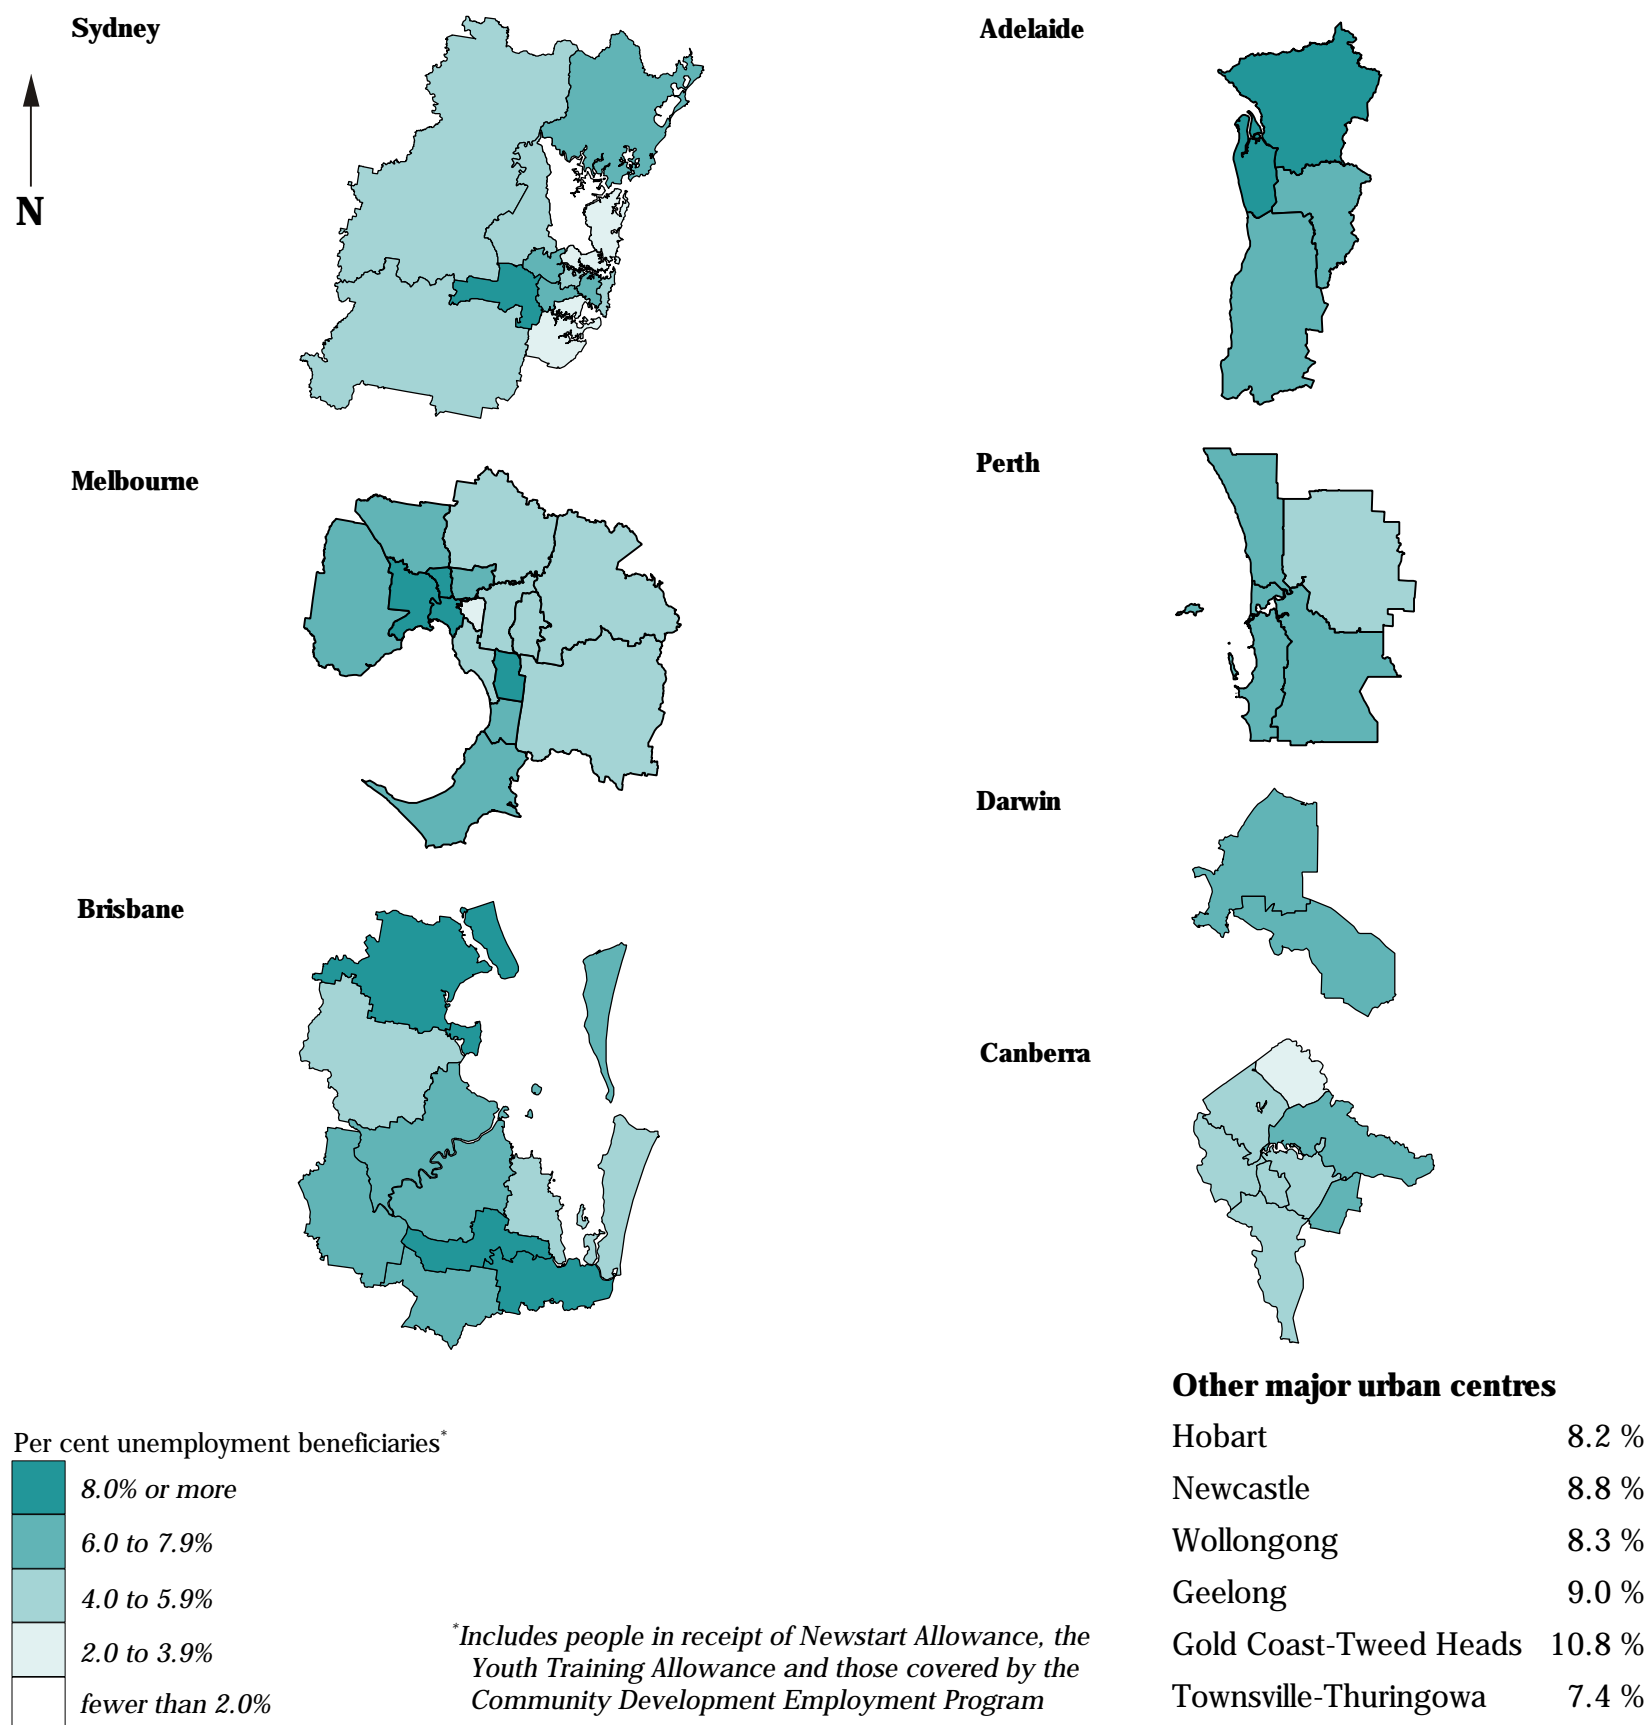 Sydney
Adelaide
N
Melbourne
Perth
Darwin
Brisbane
Canberra
Other major urban centres
Hobart 8.2 %
Newcastle 8.8 %
Wollongong 8.3 %
Geelong 9.0 %
Gold Coast-Tweed Heads 10.8 %
Townsville-Thuringowa 7.4 %
Per cent unemployment beneficiaries*
8.0% or more
6.0 to 7.9%
4.0 to 5.9%
2.0 to 3.9%
fewer than 2.0%
*Includes people in receipt of Newstart Allowance, the
Youth Training Allowance and those covered by the
Community Development Employment Program